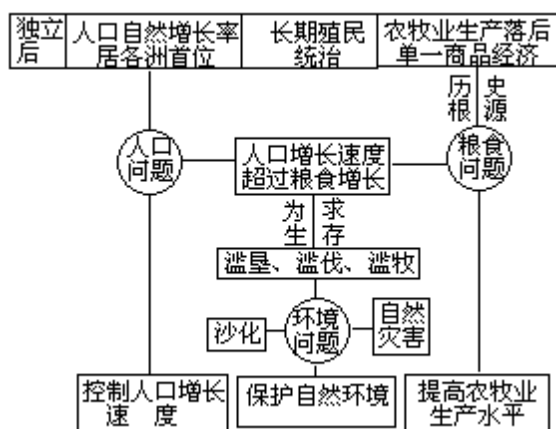 独立后
人口自然增长率
居各洲首位
长期殖民
统治
农牧业生产落后
单一商品经济
历史
根源
人口
问题
人口增长速度
超过粮食增长
粮食
问题
为求
生存
滥垦、滥伐、滥牧
沙化
环境
问题
自然
灾害
控制人口增长
速 度
保护自然环境
提高农牧业
生产水平